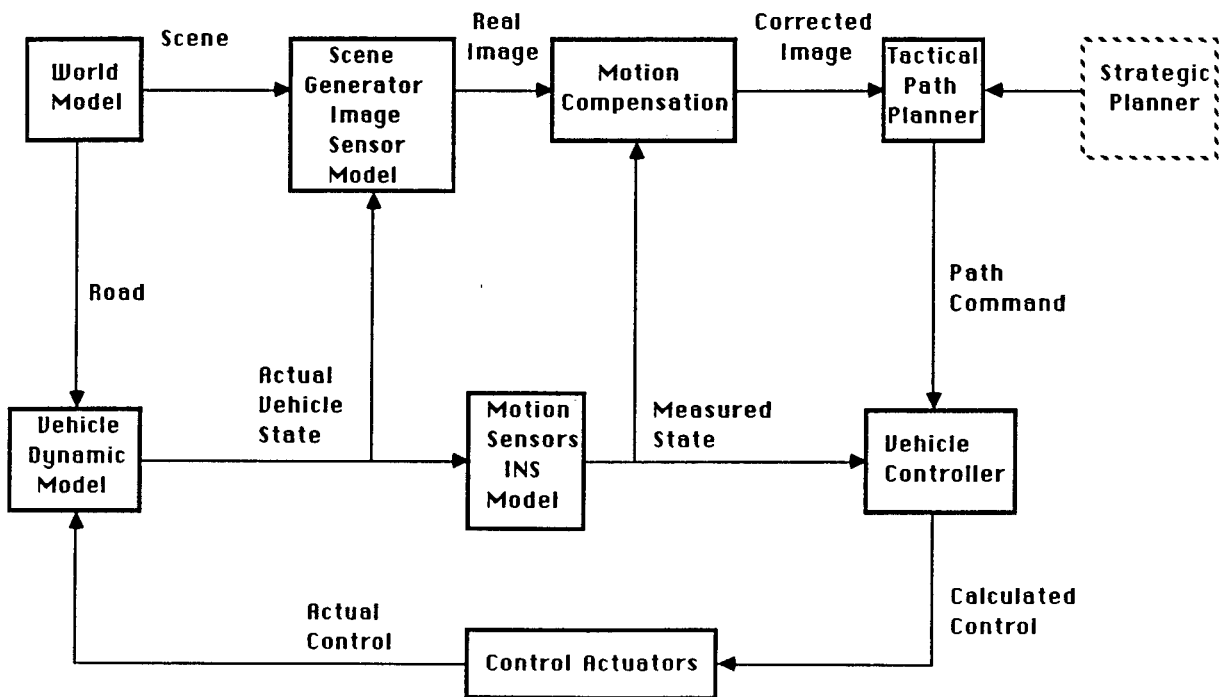 World
Model
Scene
Scene
Generator
Image
Sensor
Model
Real
Image
Motion
Compensation
Corrected
Image
Tactical
Path
Planner
Strategic
Planner
Road
Path
Command
Vehicle
Dynamic
Model
Actual
Vehicle
State
Motion
Sensors
INS
Model
Measured
State
Vehicle
Controller
Actual
Control
Control Actuators
Calculated
Control